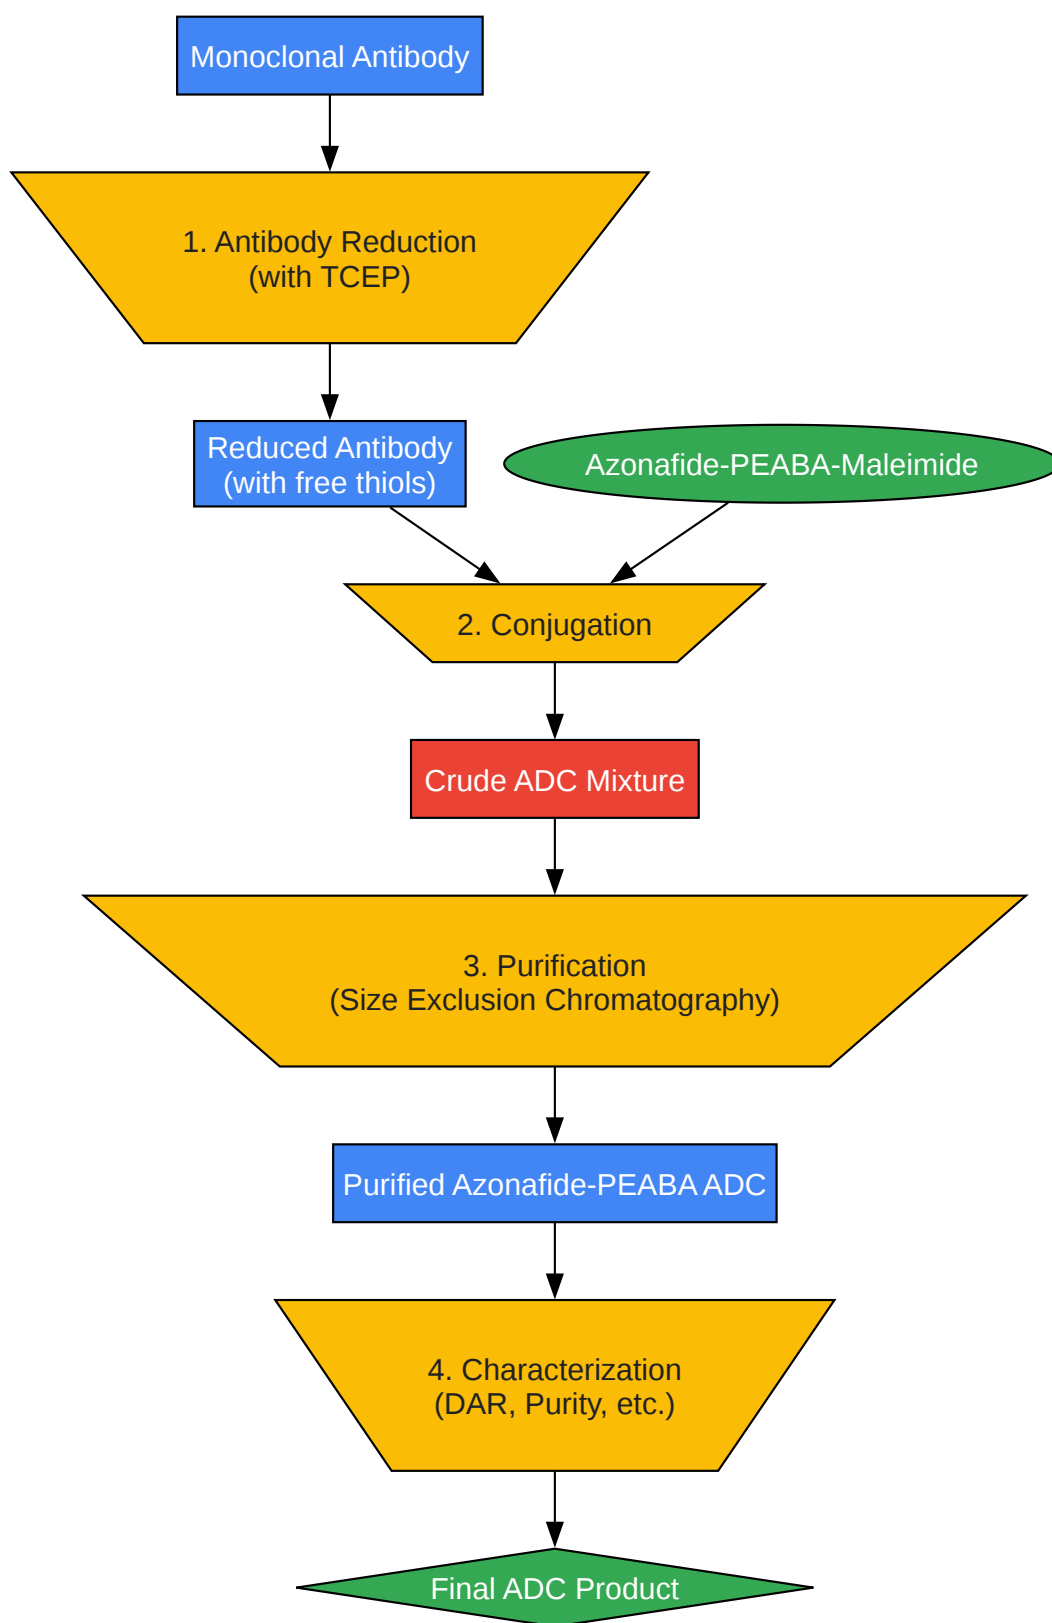 Monoclonal Antibody
1. Antibody Reduction
(with TCEP)
Reduced Antibody
(with free thiols)
Azonafide-PEABA-Maleimide
2. Conjugation
Crude ADC Mixture
3. Purification
(Size Exclusion Chromatography)
Purified Azonafide-PEABA ADC
4. Characterization
(DAR, Purity, etc.)
Final ADC Product